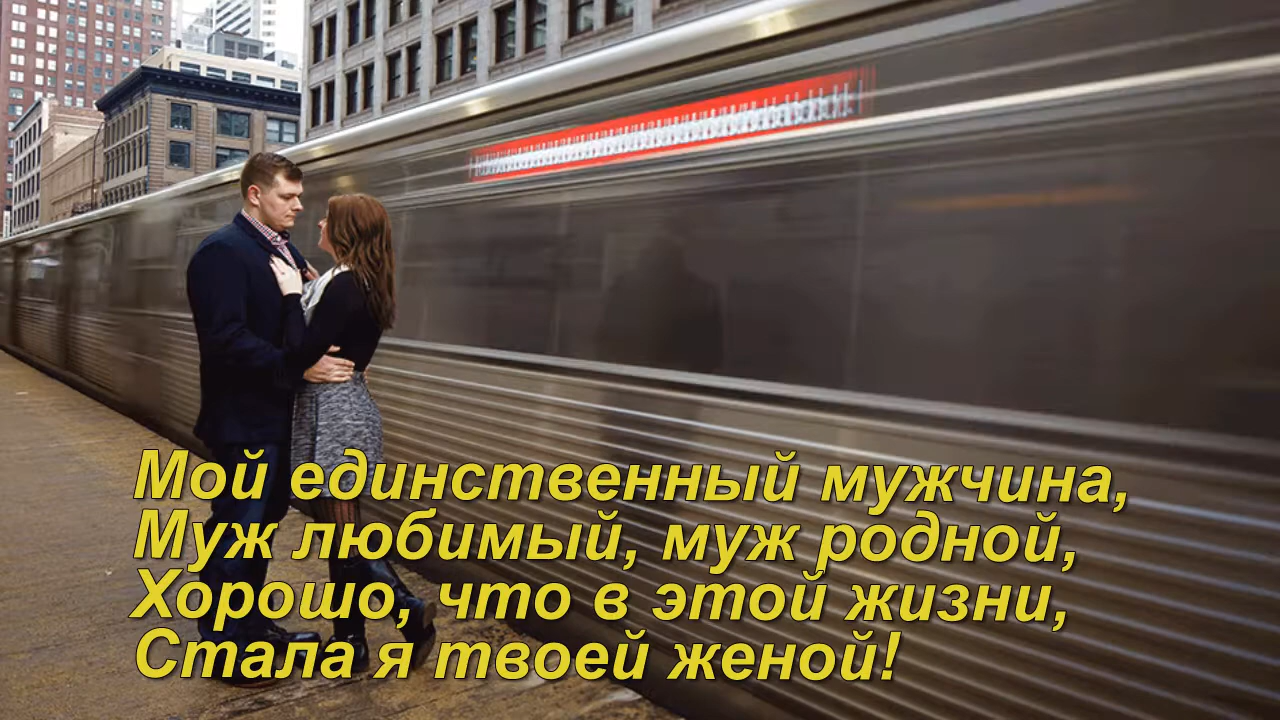 Мой единственный мужчина,
Муж любимый, муж родной,
Хорошо, что в этой жизни,
Стала я твоей женой!